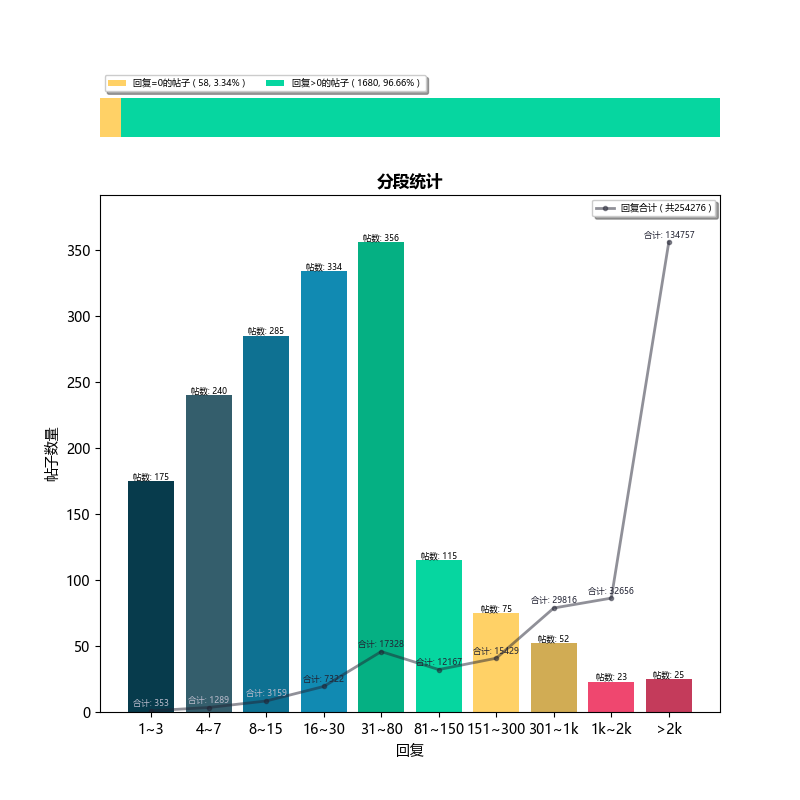 回复=0的帖子 ( 58, 3.34% ) 回复>0的帖子 ( 1680, 96.66% )
分段统计
回复合计 ( 共254276 )
合计: 134757
帖数: 356
帖数: 334
帖数: 285
帖数: 240
帖数: 175
帖数: 115
帖数: 75
帖数: 52
帖数: 23
帖数: 25
合计: 353
合计: 1289
合计: 3159
合计: 7322
合计: 17328
合计: 12167
合计: 15429
合计: 29816
合计: 32656
350
300
250
200
150
100
50
0
帖子数量
1~3 4~7 8~15 16~30 31~80 81~150 151~300 301~1k 1k~2k >2k
回复